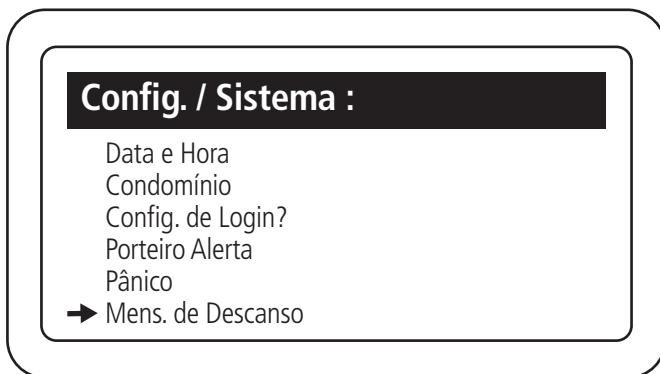 Config. / Sistema :
Data e Hora
Condomínio
Config. de Login?
Porteiro Alerta
Pânico
Mens. de Descanso